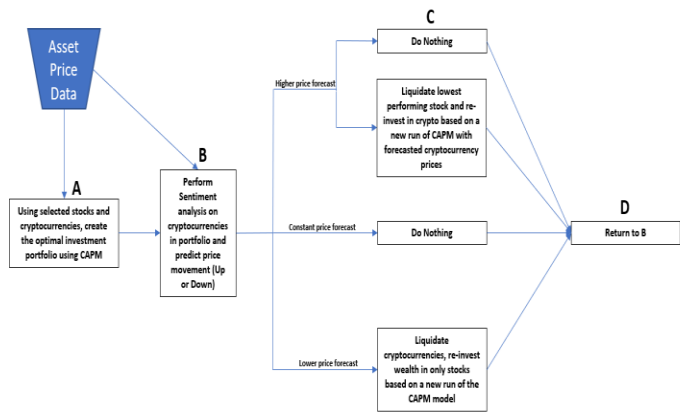 Asset
Price
Data
A
Using selected stocks and
cryptocurrencies, create
the optimal investment
portfolio using CAPM
B
Perform
Sentiment
analysis on
cryptocurrencies
in portfolio and
predict price
movement (Up
or Down)
Higher price forecast
Constant price forecast
Lower price forecast
C
Do Nothing
Liquidate lowest
performing stock and re-
invest in crypto based on a
new run of CAPM with
forecasted cryptocurrency
prices
Do Nothing
Liquidate
cryptocurrencies, re-invest
wealth in only stocks
based on a new run of the
CAPM model
D
Return to B